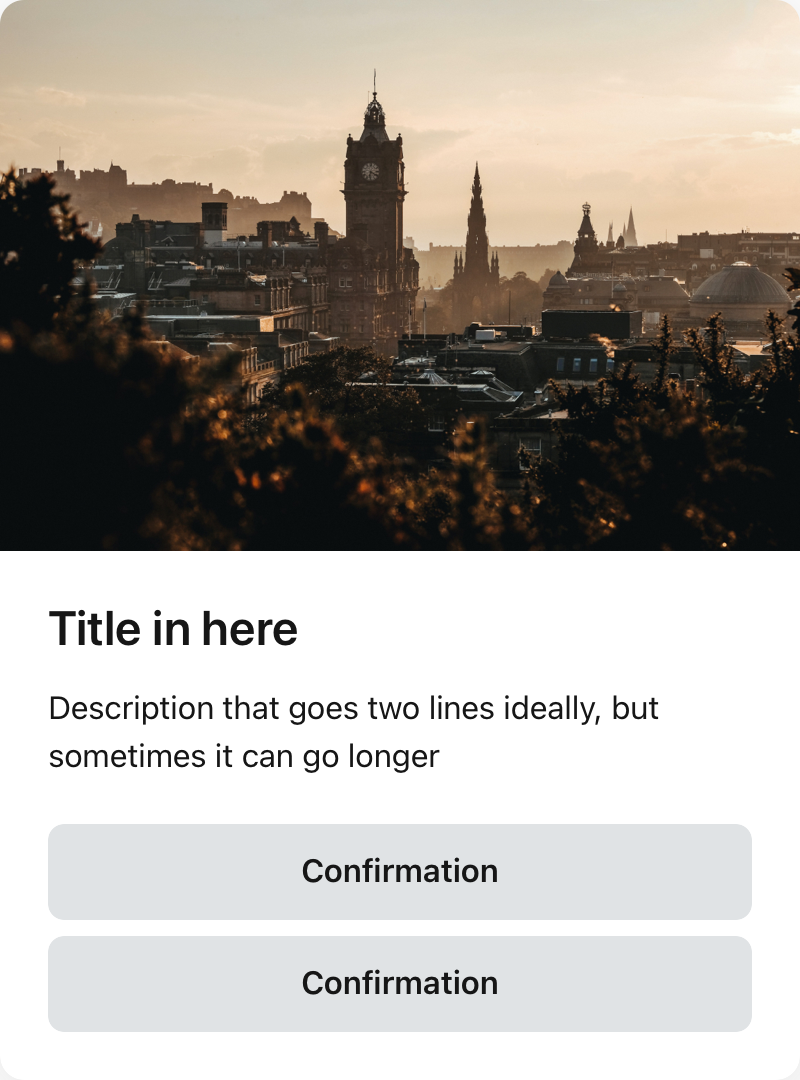 Title in here
Description that goes two lines ideally, but
sometimes it can go longer
Confirmation
Confirmation